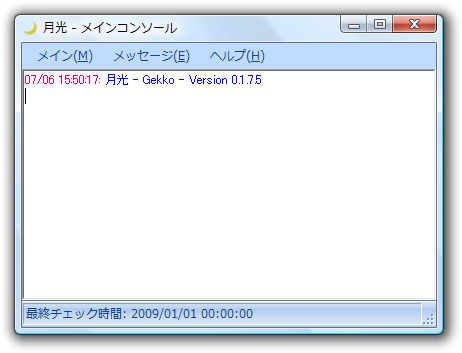 月光 - メインコンソール
メイン(M) メッセージ(E) ヘルプ(H)
07/06 15:50:17: 月光 - Gekko - Version 0.1.7.5
最終チェック時間: 2009/01/01 00:00:00